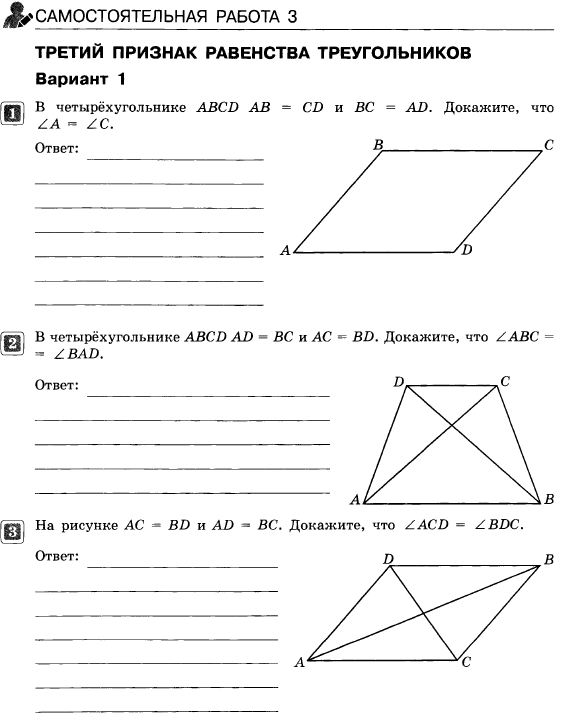 САМОСТОЯТЕЛЬНАЯ РАБОТА 3
ТРЕТИЙ ПРИЗНАК РАВЕНСТВА ТРЕУГОЛЬНИКОВ
Вариант 1
1 В четырёхугольнике ABCD AB = CD и BC = AD. Докажите, что
∠A = ∠C.
Ответ:
B C
A D
2 В четырёхугольнике ABCD AD = BC и AC = BD. Докажите, что ∠ABC =
= ∠BAD.
Ответ:
D C
A B
3 На рисунке AC = BD и AD = BC. Докажите, что ∠ACD = ∠BDC.
Ответ:
D B
A C